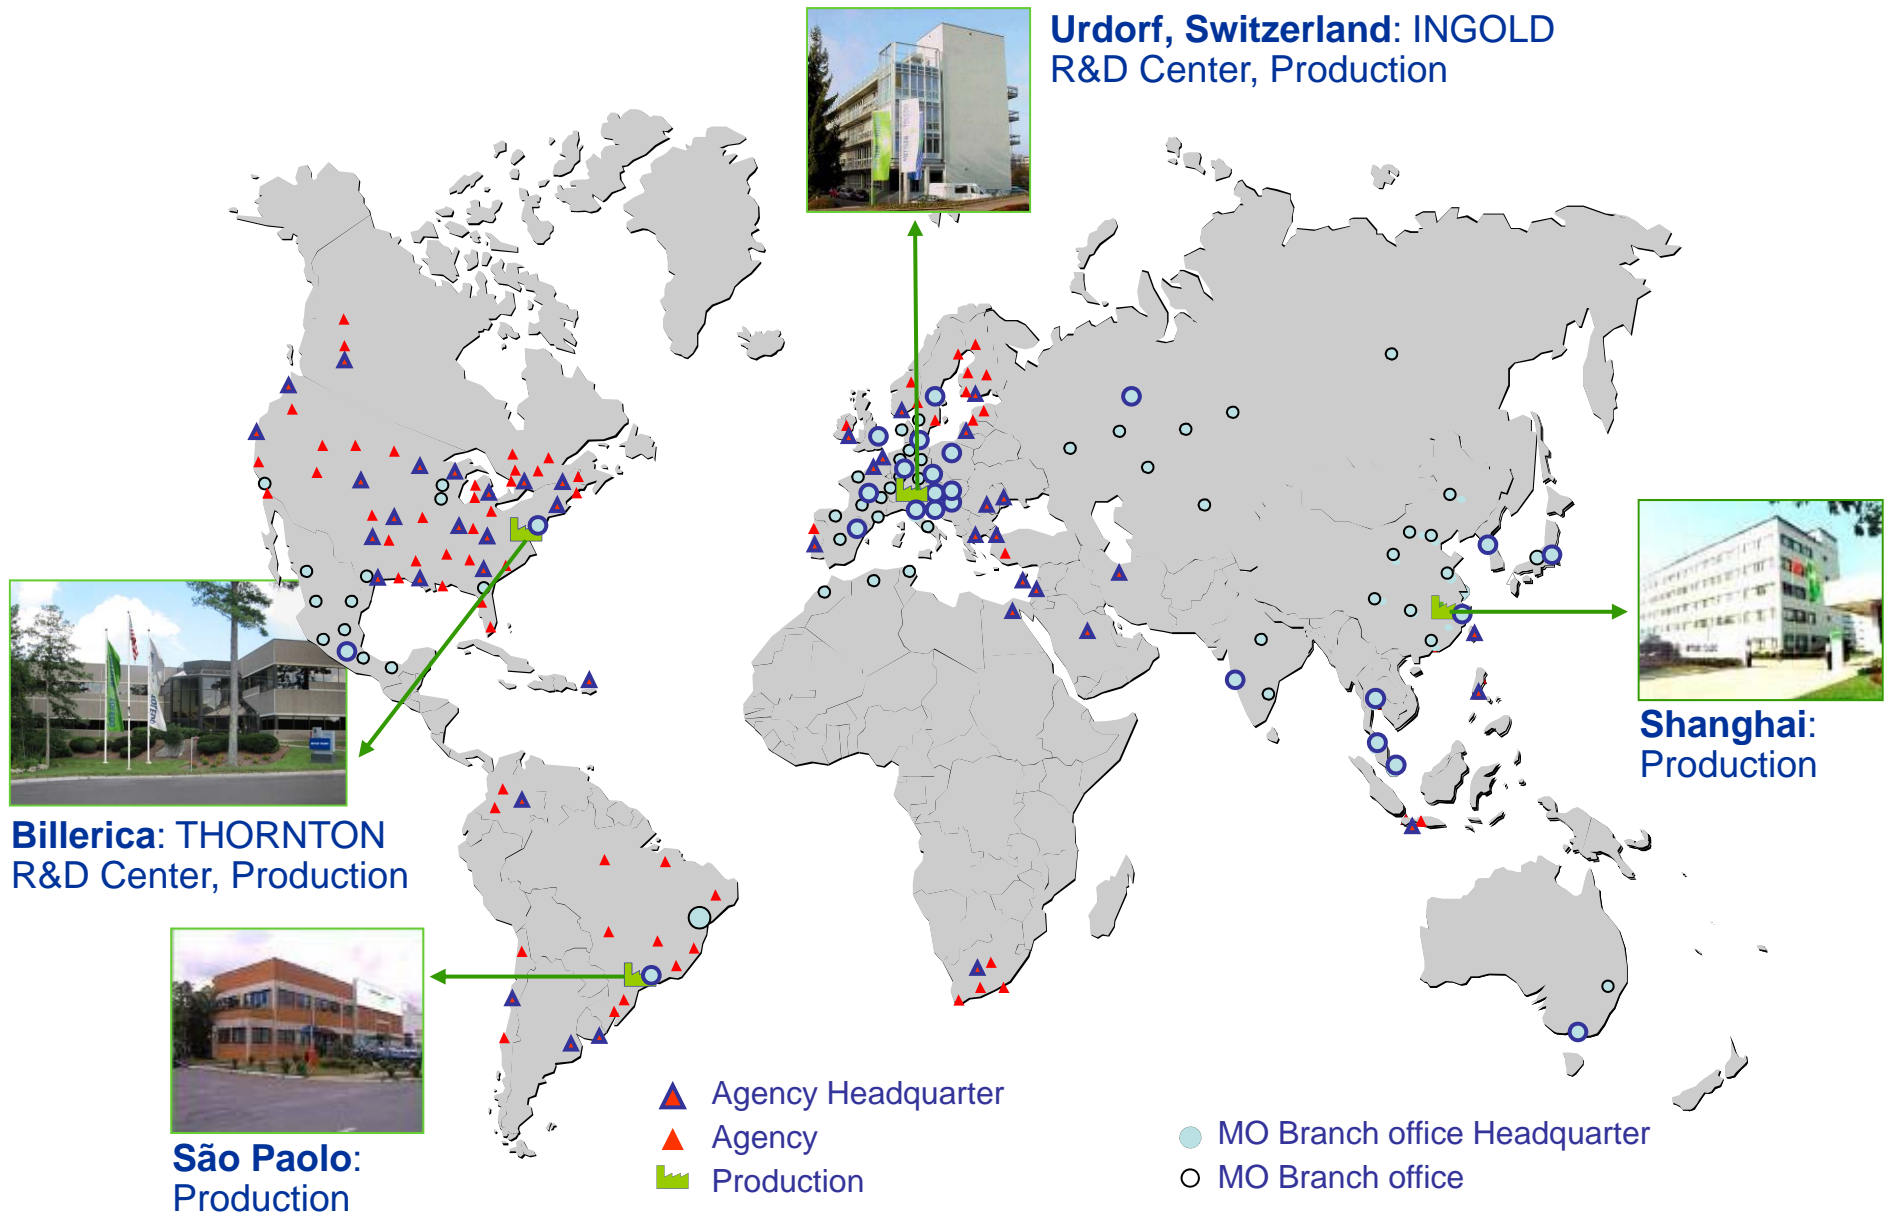 Urdorf, Switzerland: INGOLD
R&D Center, Production
Shanghai:
Production
Billerica: THORNTON
R&D Center, Production
São Paolo:
Production
Agency Headquarter
Agency
Production
MO Branch office Headquarter
MO Branch office